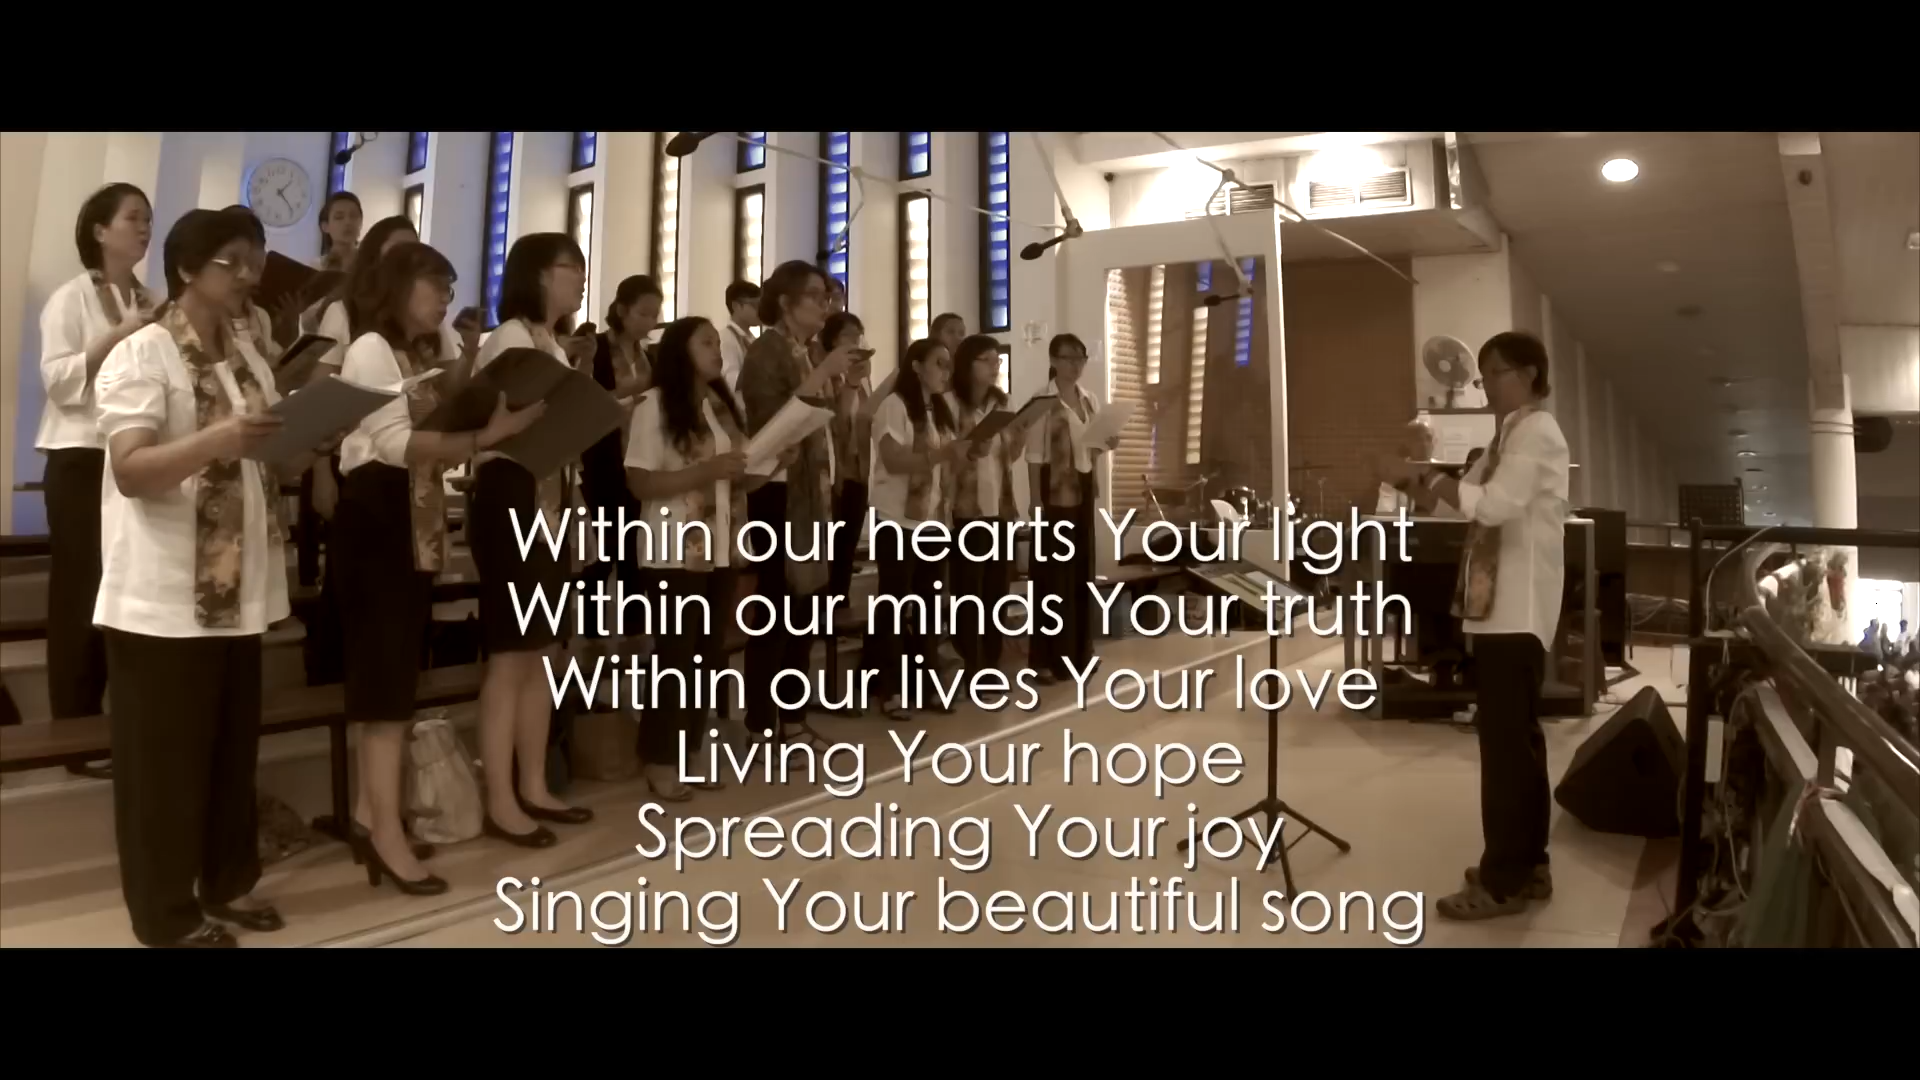 Within our hearts Your light
Within our minds Your truth
Within our lives Your love
Living Your hope
Spreading Your joy
Singing Your beautiful song